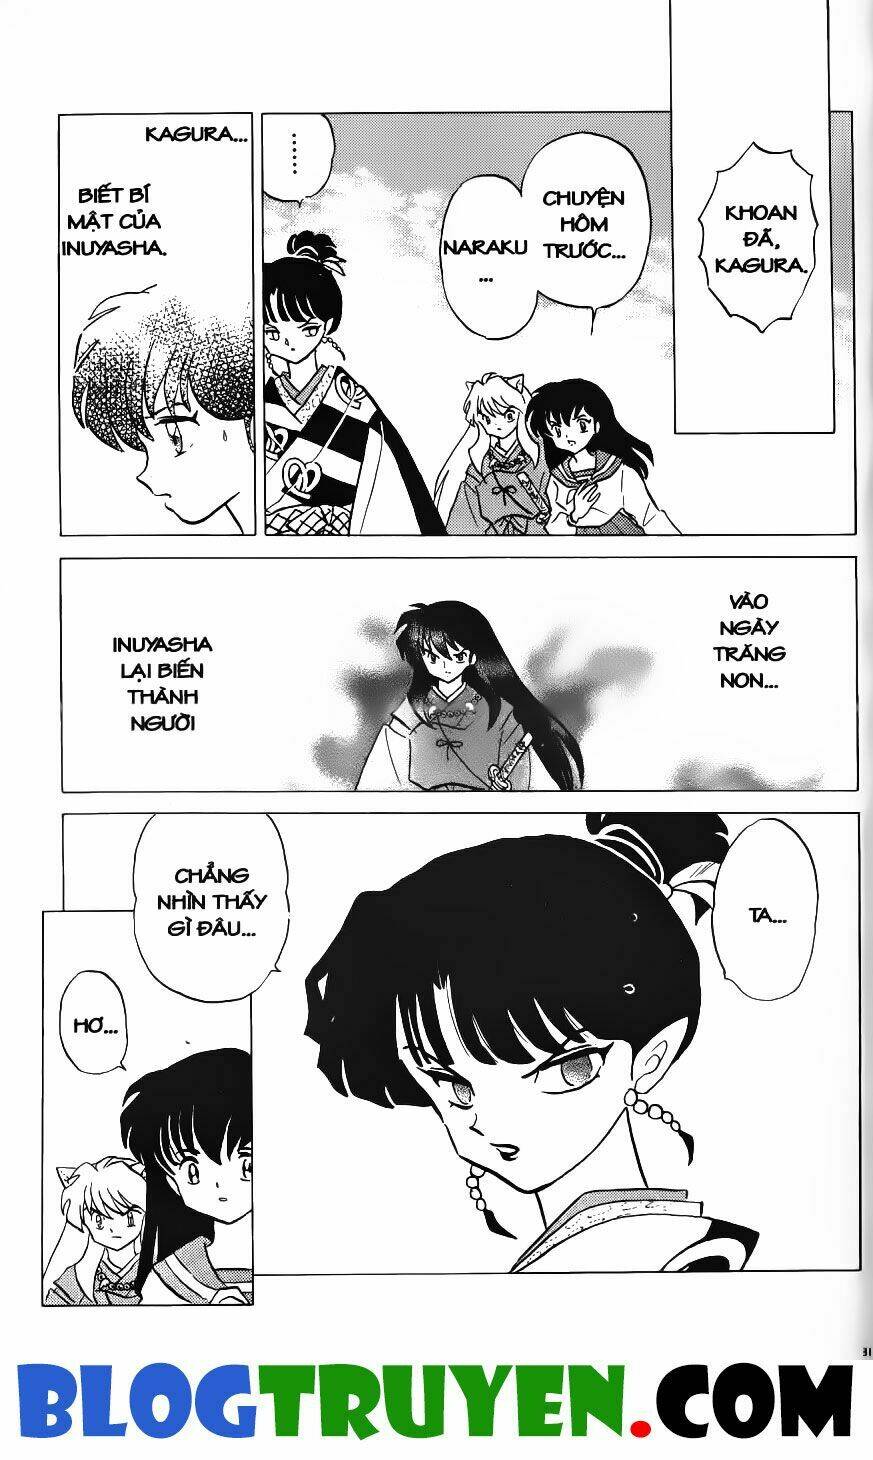 KHOAN
ĐÃ,
KAGURA.
CHUYỆN
HÔM
TRƯỚC...
NARAKU
...
......
KAGURA...
BIẾT BÍ
MẬT CỦA
INUYASHA.
VÀO
NGÀY
TRĂNG
NON...
INUYASHA
LẠI BIẾN
THÀNH
NGƯỜI
TA...
CHẲNG
NHÌN THẤY
GÌ ĐÂU...
HƠ...
31
BLOGTRUYEN.COM